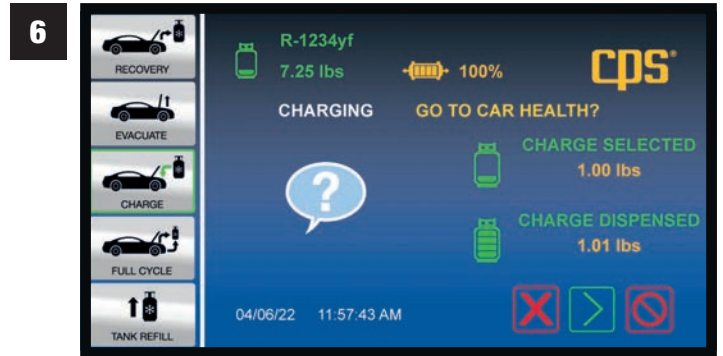 6
RECOVERY
EVACUATE
CHARGE
FULL CYCLE
TANK REFILL
R-1234yf
7.25 lbs
100%
cps®
CHARGING
GO TO CAR HEALTH?
?
CHARGE SELECTED
1.00 lbs
CHARGE DISPENSED
1.01 lbs
04/06/22 11:57:43 AM